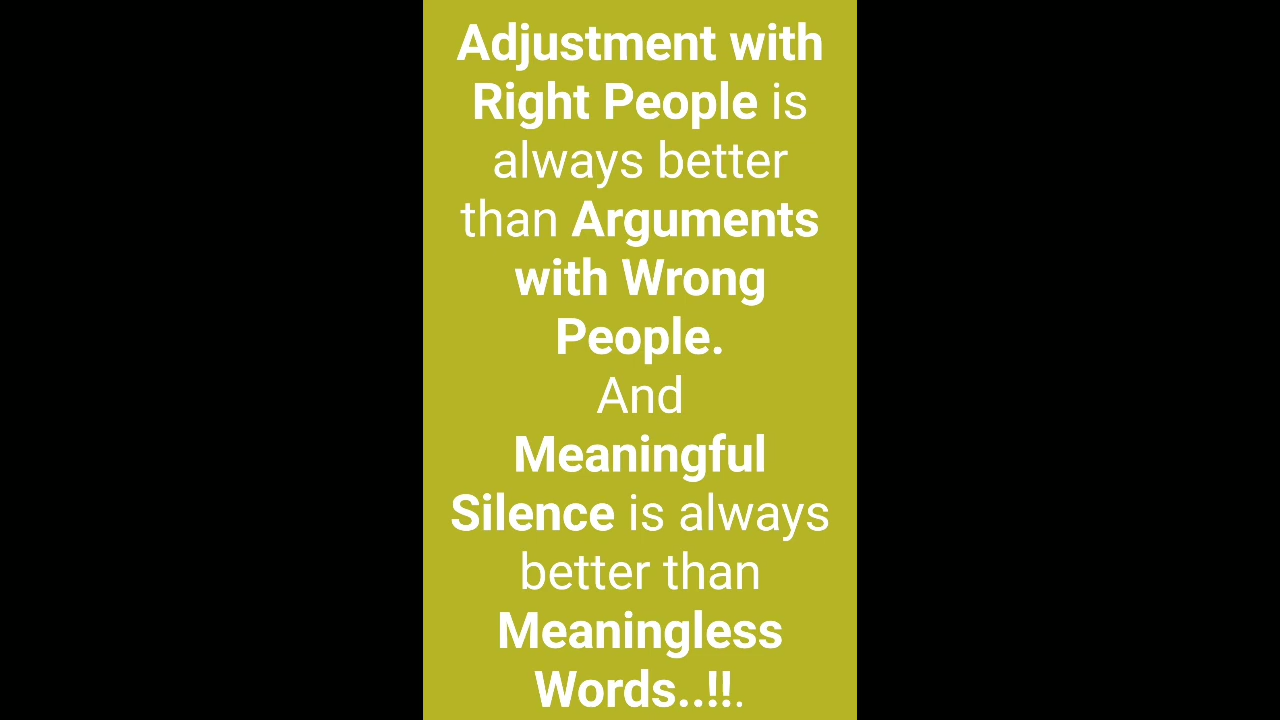 Adjustment with
Right People is
always better
than Arguments
with Wrong
People.
And
Meaningful
Silence is always
better than
Meaningless
Words..!!.